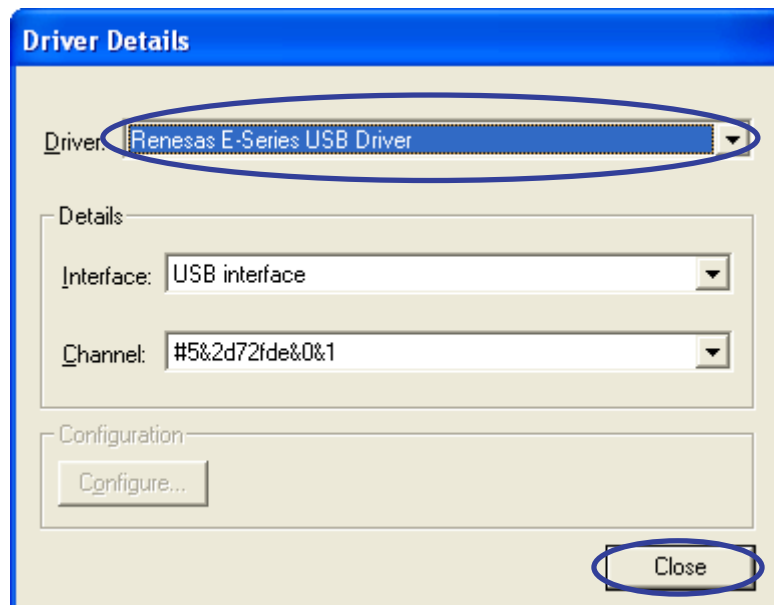 Driver Details
Driver: Renesas E-Series USB Driver
Details
Interface: USB interface
Channel: #5&2d72fde&0&1
Configuration
Configure...
Close